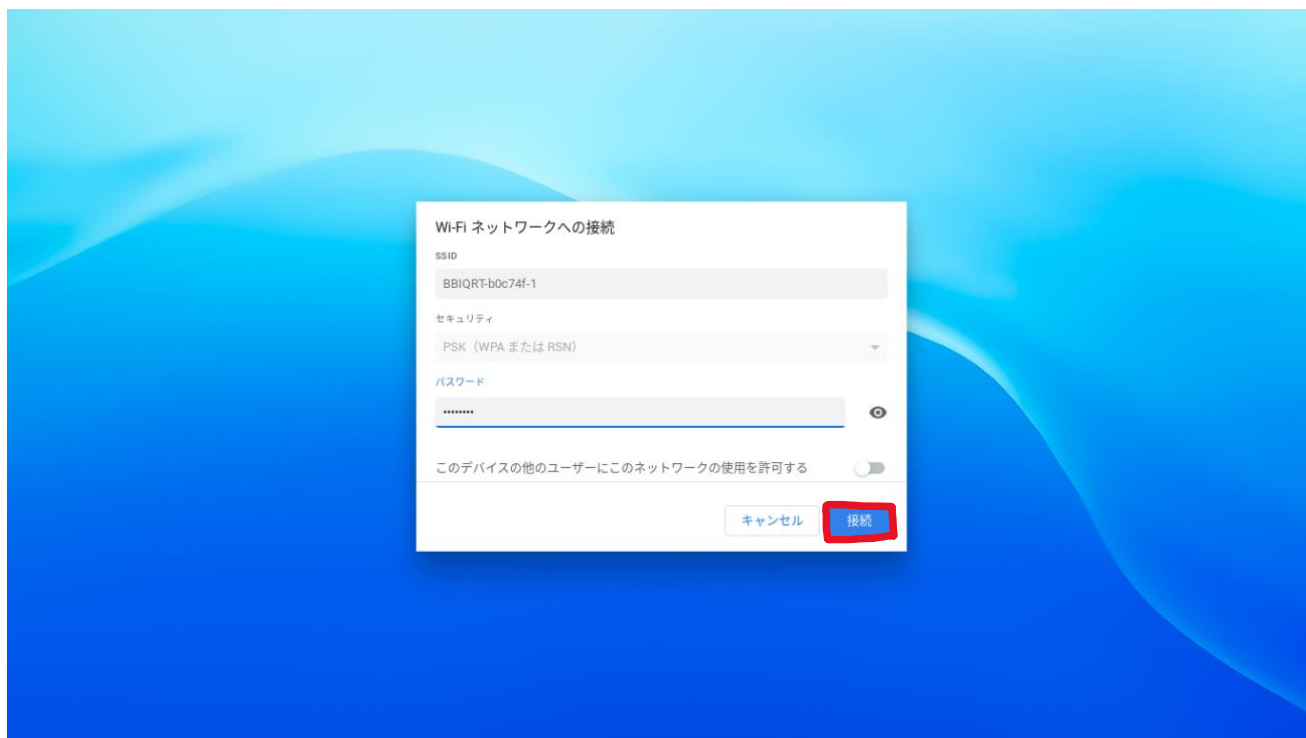 Wi-Fi ネットワークへの接続
SSID
BBIQRT-b0c74f-1
セキュリティ
PSK（WPA または RSN）
パスワード
••••••••
このデバイスの他のユーザーにこのネットワークの使用を許可する
キャンセル 接続